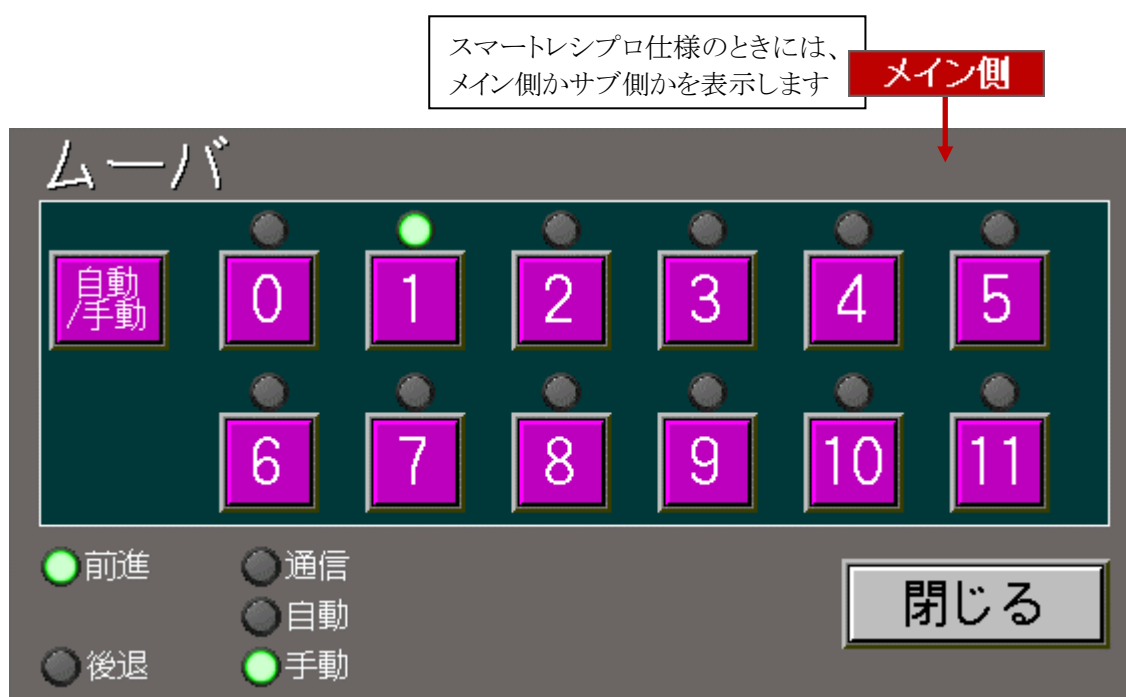 スマートレシプロ仕様のときには、
メイン側かサブ側かを表示します
メイン側
ムーバ
自動
/手動
0 1 2 3 4 5
6 7 8 9 10 11
前進 通信
自動
後退 手動
閉じる